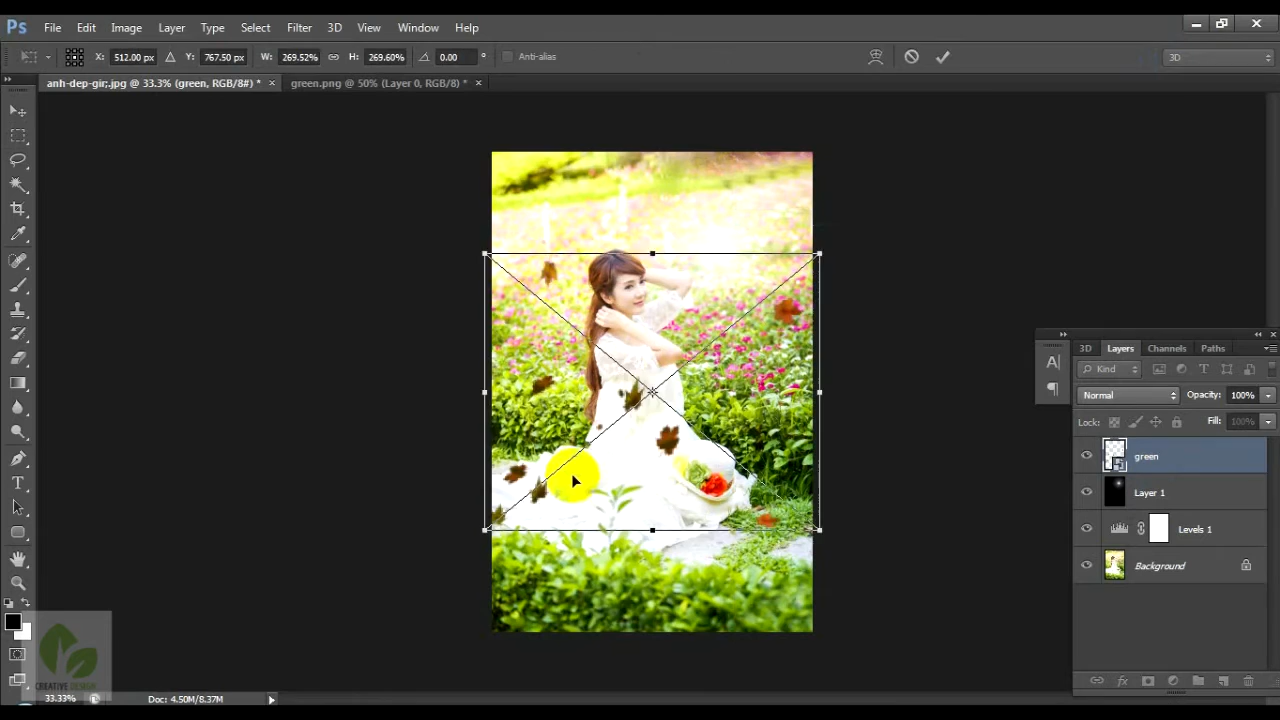 Ps File Edit Image Layer Type Select Filter 3D View Window Help
X: 512.00 px Y: 767.50 px W: 269.52% H: 269.60% 0.00 ° Anti-alias 3D
anh-dep-gir;.jpg @ 33.3% (green, RGB/8#) * × green.png @ 50% (Layer 0, RGB/8) * ×
3D Layers Channels Paths
Kind
Normal Opacity: 100%
Lock: Fill: 100%
green
Layer 1
Levels 1
Background
CREATIVE DESIGN
33.33% Doc: 4.50M/8.37M